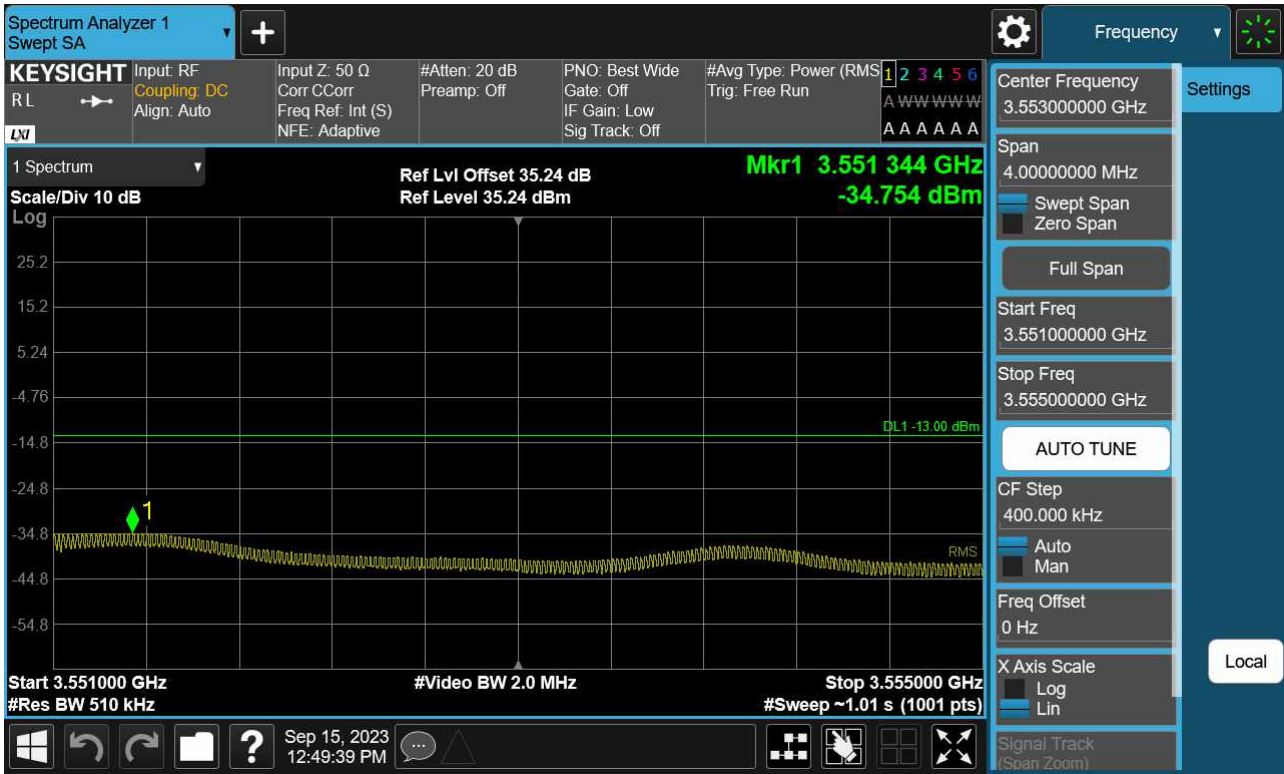 Spectrum Analyzer 1
Swept SA
Frequency
KEYSIGHT
R L
LXI
Input: RF
Coupling: DC
Align: Auto
Input Z: 50 Ω
Corr CCorr
Freq Ref: Int (S)
NFE: Adaptive
#Atten: 20 dB
Preamp: Off
PNO: Best Wide
Gate: Off
IF Gain: Low
Sig Track: Off
#Avg Type: Power (RMS
Trig: Free Run
1 2 3 4 5 6
A W W W W W
A A A A A A
1 Spectrum
Scale/Div 10 dB
Log
Ref Lvl Offset 35.24 dB
Ref Level 35.24 dBm
Mkr1 3.551 344 GHz
-34.754 dBm
25.2
15.2
5.24
-4.76
-14.8
-24.8
-34.8
-44.8
-54.8
DL1 -13.00 dBm
1
RMS
Start 3.551000 GHz
#Res BW 510 kHz
#Video BW 2.0 MHz
Stop 3.555000 GHz
#Sweep ~1.01 s (1001 pts)
Center Frequency
3.553000000 GHz
Span
4.00000000 MHz
Swept Span
Zero Span
Full Span
Start Freq
3.551000000 GHz
Stop Freq
3.555000000 GHz
AUTO TUNE
CF Step
400.000 kHz
Auto
Man
Freq Offset
0 Hz
X Axis Scale
Log
Lin
Signal Track
(Span Zoom)
Settings
Local
?
Sep 15, 2023
12:49:39 PM